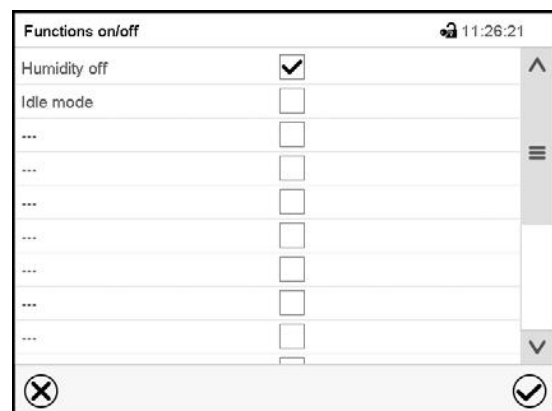 Functions on/off 11:26:21
Humidity off
Idle mode
---
---
---
---
---
---
---